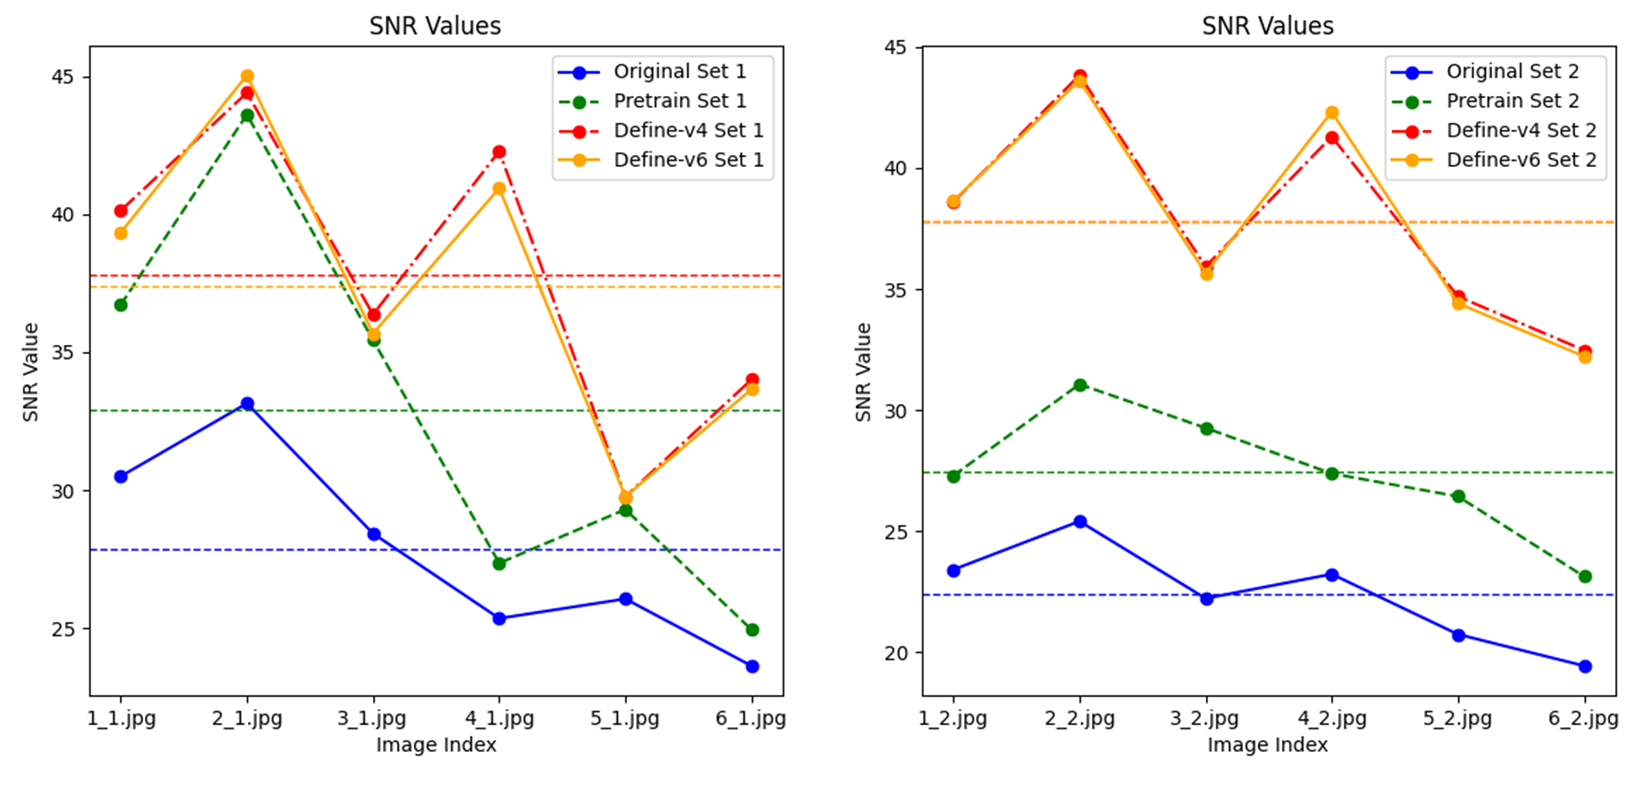 SNR Values
45
40
35
30
25
SNR Value
Original Set 1
Pretrain Set 1
Define-v4 Set 1
Define-v6 Set 1
1_1.jpg 2_1.jpg 3_1.jpg 4_1.jpg 5_1.jpg 6_1.jpg
Image Index
SNR Values
45
40
35
30
25
20
SNR Value
Original Set 2
Pretrain Set 2
Define-v4 Set 2
Define-v6 Set 2
1_2.jpg 2_2.jpg 3_2.jpg 4_2.jpg 5_2.jpg 6_2.jpg
Image Index